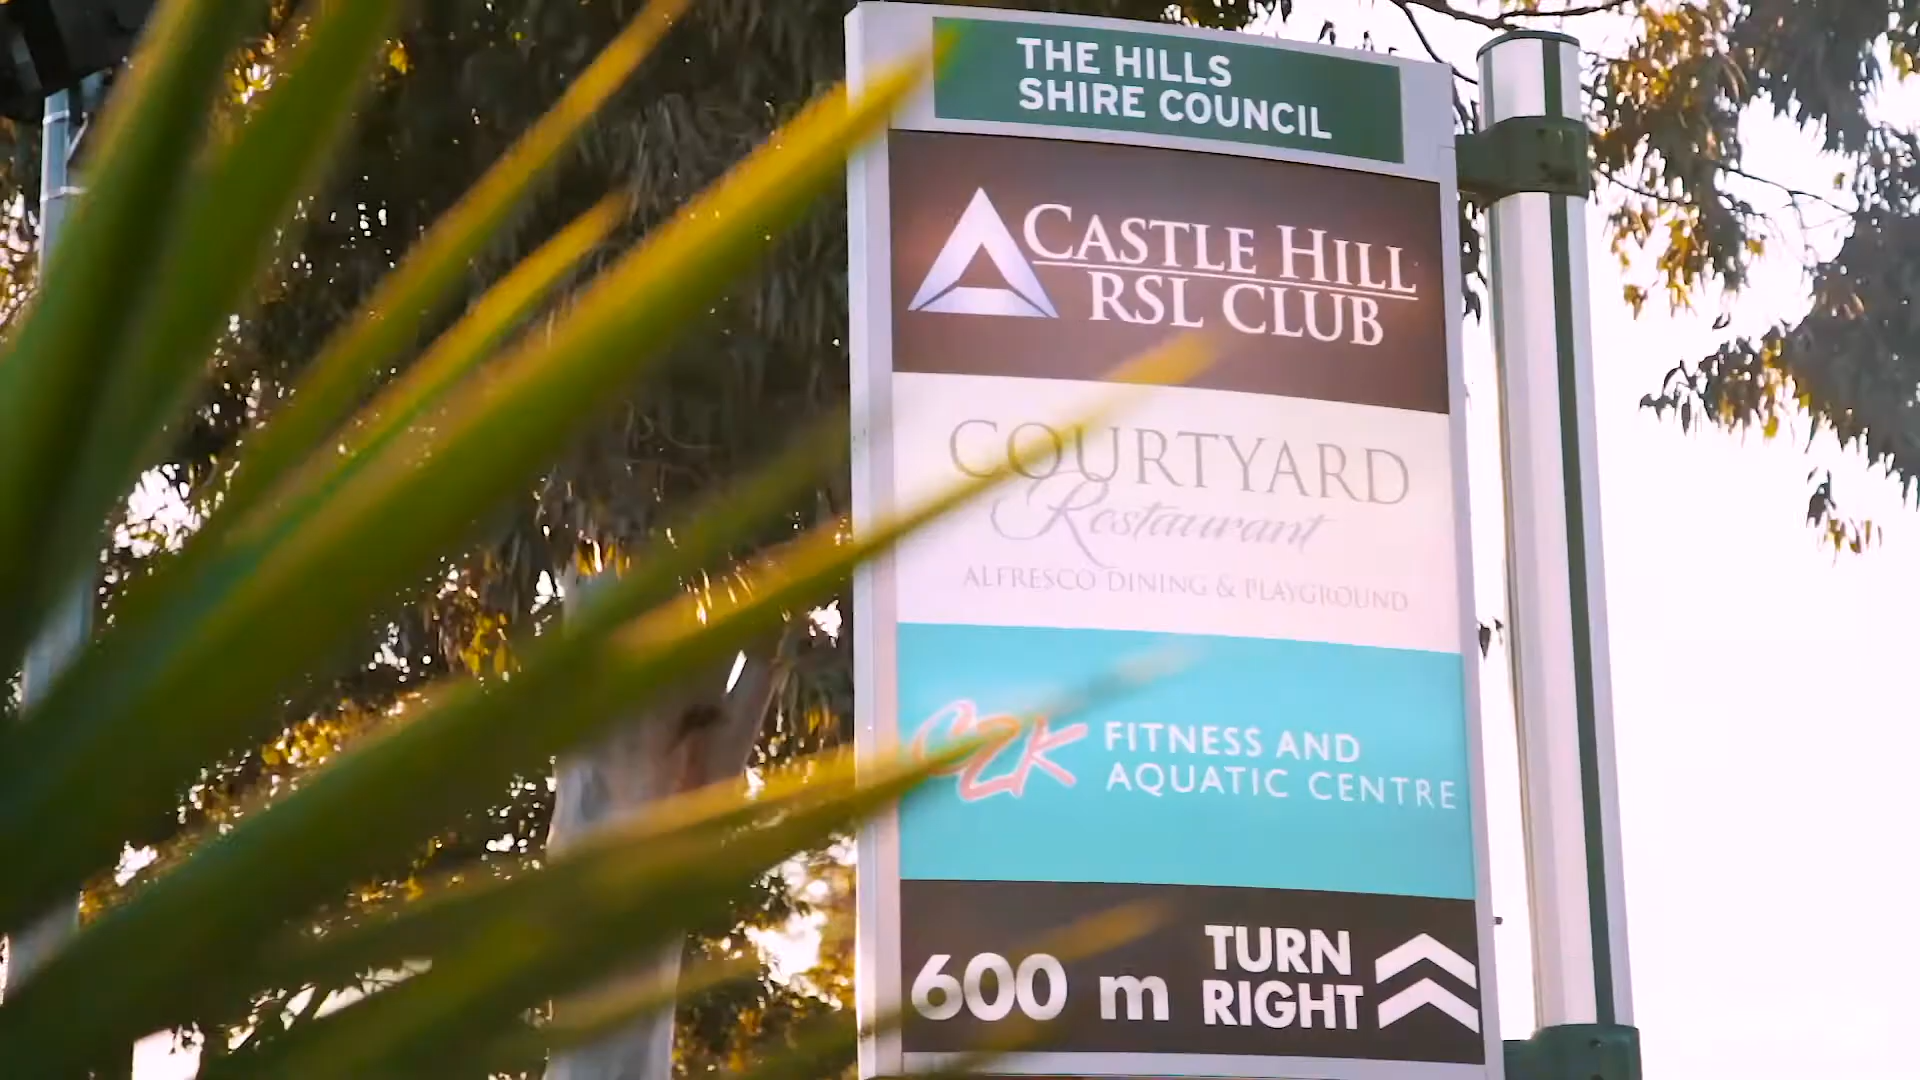 THE HILLS
SHIRE COUNCIL
CASTLE HILL
RSL CLUB
COURTYARD
Restaurant
ALFRESCO DINING & PLAYGROUND
C2K
FITNESS AND
AQUATIC CENTRE
600 m
TURN
RIGHT